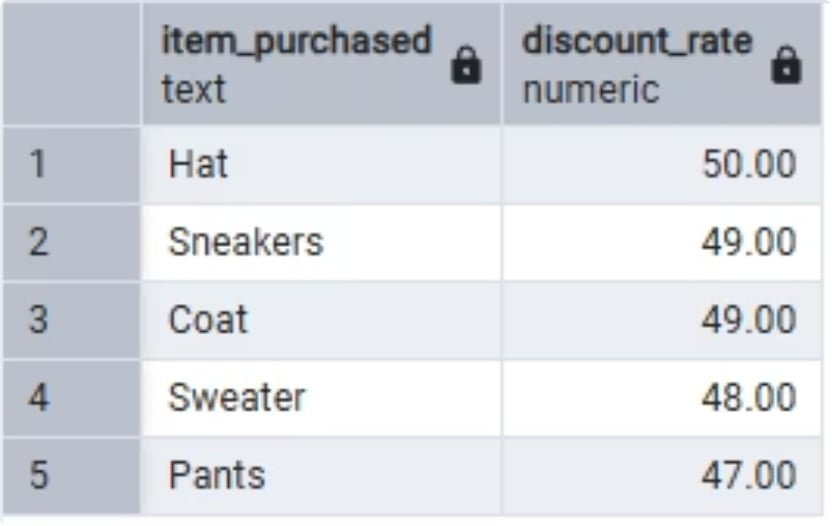 item_purchased discount_rate
text numeric
1 Hat 50.00
2 Sneakers 49.00
3 Coat 49.00
4 Sweater 48.00
5 Pants 47.00